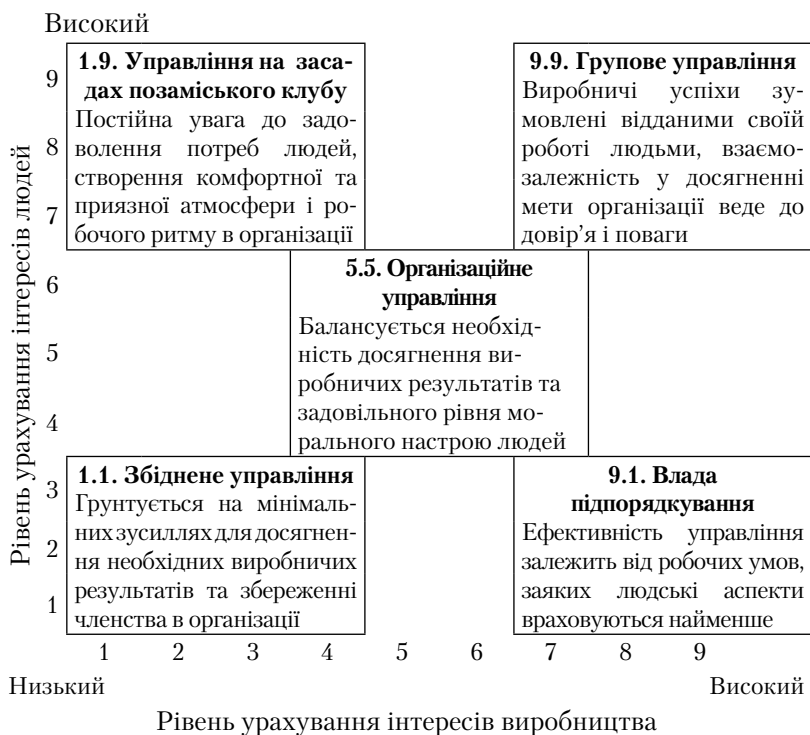 Високий
1.9. Управління на заса-
дах позаміського клубу
Постійна увага до задо-
волення потреб людей,
створення комфортної та
приязної атмосфери і ро-
бочого ритму в організації
9.9. Групове управління
Виробничі успіхи зу-
мовлені відданими своїй
роботі людьми, взаємо-
залежність у досягненні
мети організації веде до
довір’я і поваги
5.5. Організаційне
управління
Балансується необхід-
ність досягнення ви-
робничих результатів та
задовільного рівня мо-
рального настрою людей
1.1. Збіднене управління
Грунтується на мінімаль-
них зусиллях для досягнен-
ня необхідних виробничих
результатів та збереженні
членства в організації
9.1. Влада
підпорядкування
Ефективність управління
залежить від робочих умов,
заяких людські аспекти
враховуються найменше
Рівень урахування інтересів людей
9
8
7
6
5
4
3
2
1
1 2 3 4 5 6 7 8 9
Низький Високий
Рівень урахування інтересів виробництва